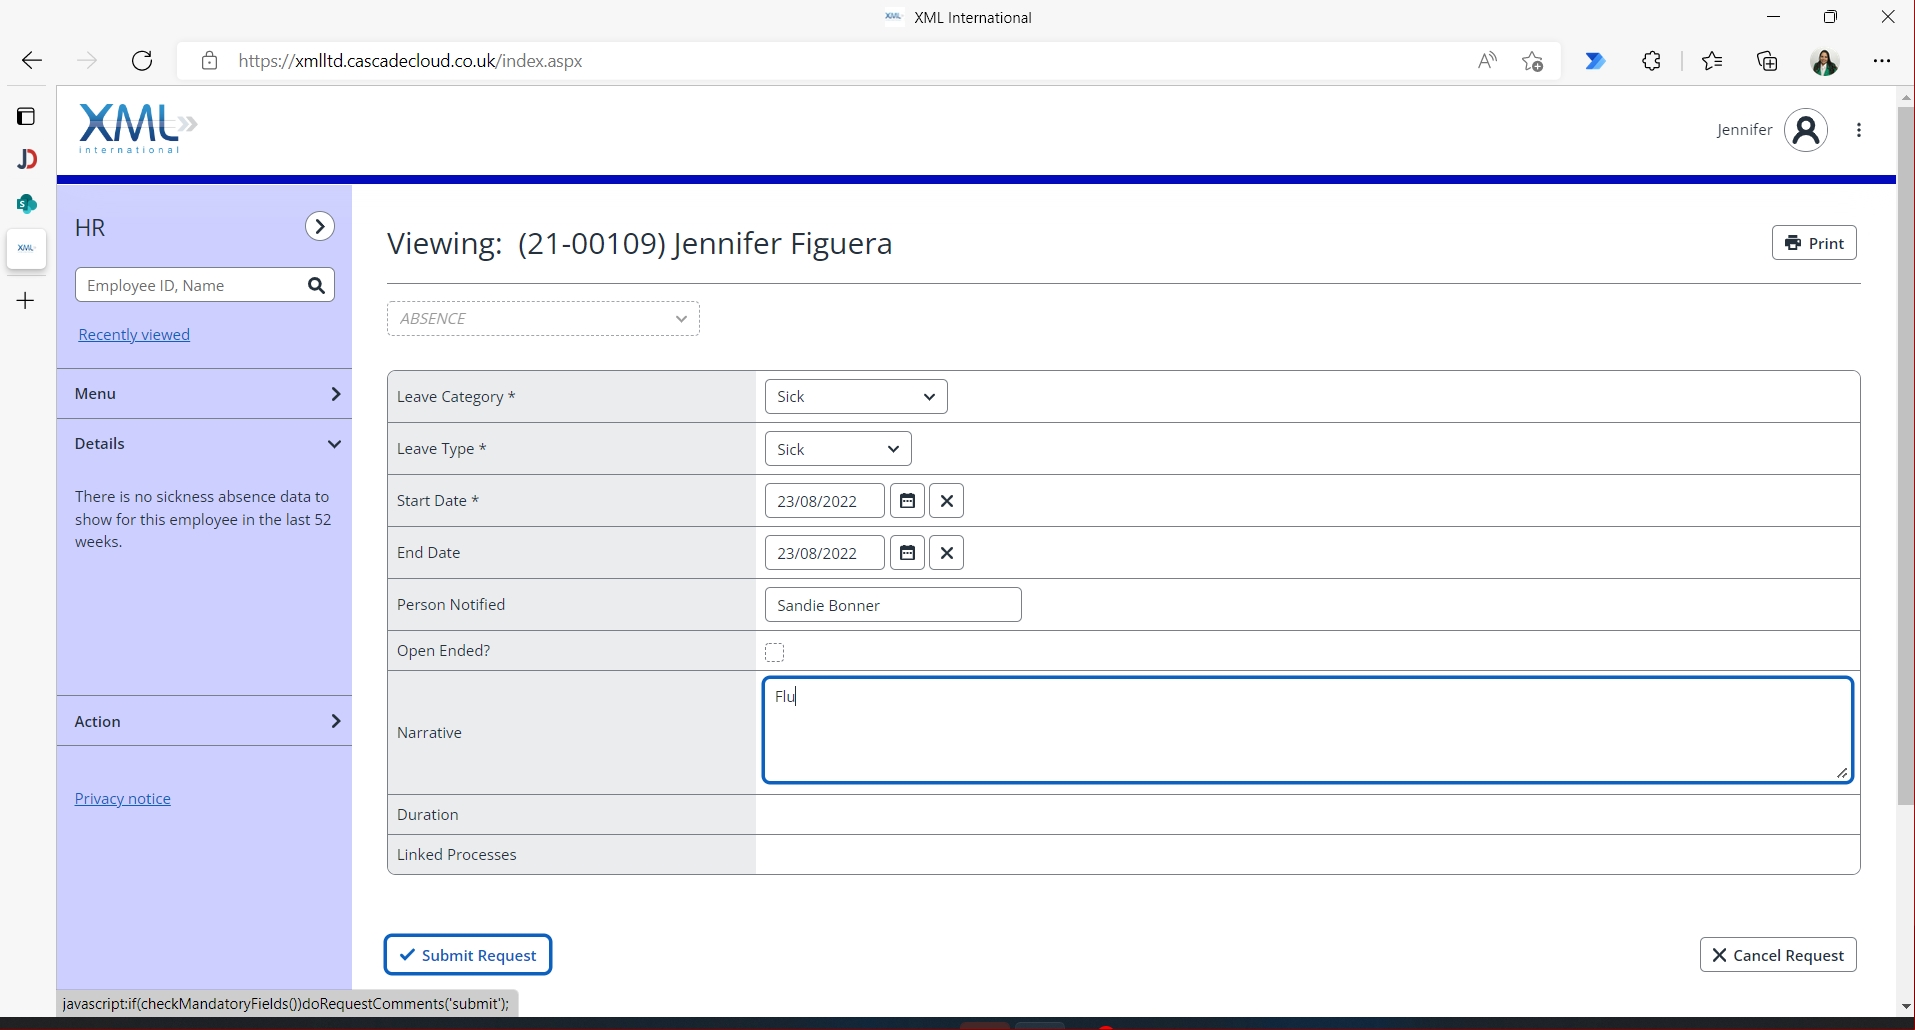 XML International
https://xmlltd.cascadecloud.co.uk/index.aspx
XML
international
Jennifer
HR
Employee ID, Name
Recently viewed
Menu
Details
There is no sickness absence data to
show for this employee in the last 52
weeks.
Action
Privacy notice
Viewing: (21-00109) Jennifer Figuera
Print
ABSENCE
Leave Category *
Sick
Leave Type *
Sick
Start Date *
23/08/2022
End Date
23/08/2022
Person Notified
Sandie Bonner
Open Ended?
Narrative
Flu
Duration
Linked Processes
Submit Request
Cancel Request
javascript:if(checkMandatoryFields())doRequestComments('submit');